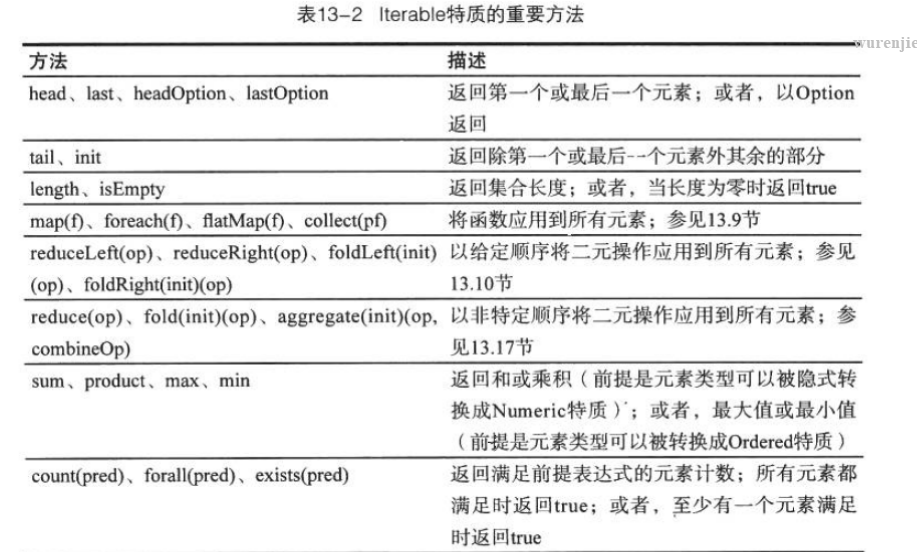 表13-2 Iterable特质的重要方法
wurenjie
方法 描述
head、last、headOption、lastOption 返回第一个或最后一个元素；或者，以Option
返回
tail、init 返回除第一个或最后一个元素外其余的部分
length、isEmpty 返回集合长度；或者，当长度为零时返回true
map(f)、foreach(f)、flatMap(f)、collect(pf) 将函数应用到所有元素；参见13.9节
reduceLeft(op)、reduceRight(op)、foldLeft(init) 以给定顺序将二元操作应用到所有元素；参见
(op)、foldRight(init)(op) 13.10节
reduce(op)、fold(init)(op)、aggregate(init)(op, 以非特定顺序将二元操作应用到所有元素；参
combineOp) 见13.17节
sum、product、max、min 返回和或乘积（前提是元素类型可以被隐式转
换成Numeric特质）；或者，最大值或最小值
（前提是元素类型可以被转换成Ordered特质）
count(pred)、forall(pred)、exists(pred) 返回满足前提表达式的元素计数；所有元素都
满足时返回true；或者，至少有一个元素满足
时返回true